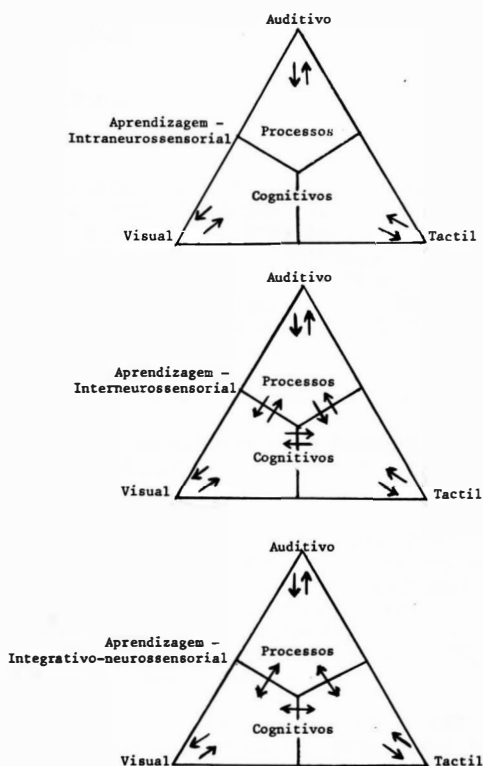 Auditivo
Aprendizagem -
Intraneurossensorial
Processos
Cognitivos
Visual
Tactil
Auditivo
Aprendizagem -
Interneurossensorial
Processos
Cognitivos
Visual
Tactil
Auditivo
Aprendizagem -
Integrativo-neurossensorial
Processos
Cognitivos
Visual
Tactil